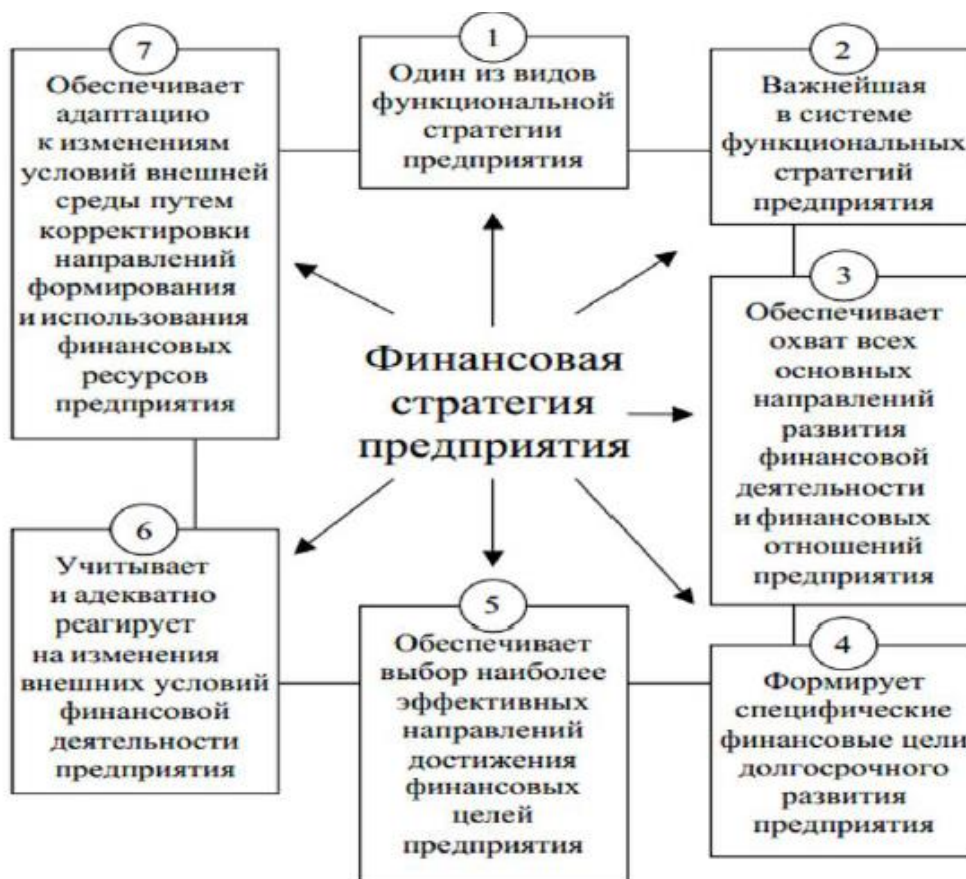 1
Один из видов
функциональной
стратегии
предприятия
2
Важнейшая
в системе
функциональных
стратегий
предприятия
3
Обеспечивает
охват всех
основных
направлений
развития
финансовой
деятельности
и финансовых
отношений
предприятия
4
Формирует
специфические
финансовые цели
долгосрочного
развития
предприятия
5
Обеспечивает
выбор наиболее
эффективных
направлений
достижения
финансовых
целей
предприятия
6
Учитывает
и адекватно
реагирует
на изменения
внешних условий
финансовой
деятельности
предприятия
7
Обеспечивает
адаптацию
к изменениям
условий внешней
среды путем
корректировки
направлений
формирования
и использования
финансовых
ресурсов
предприятия
Финансовая
стратегия
предприятия